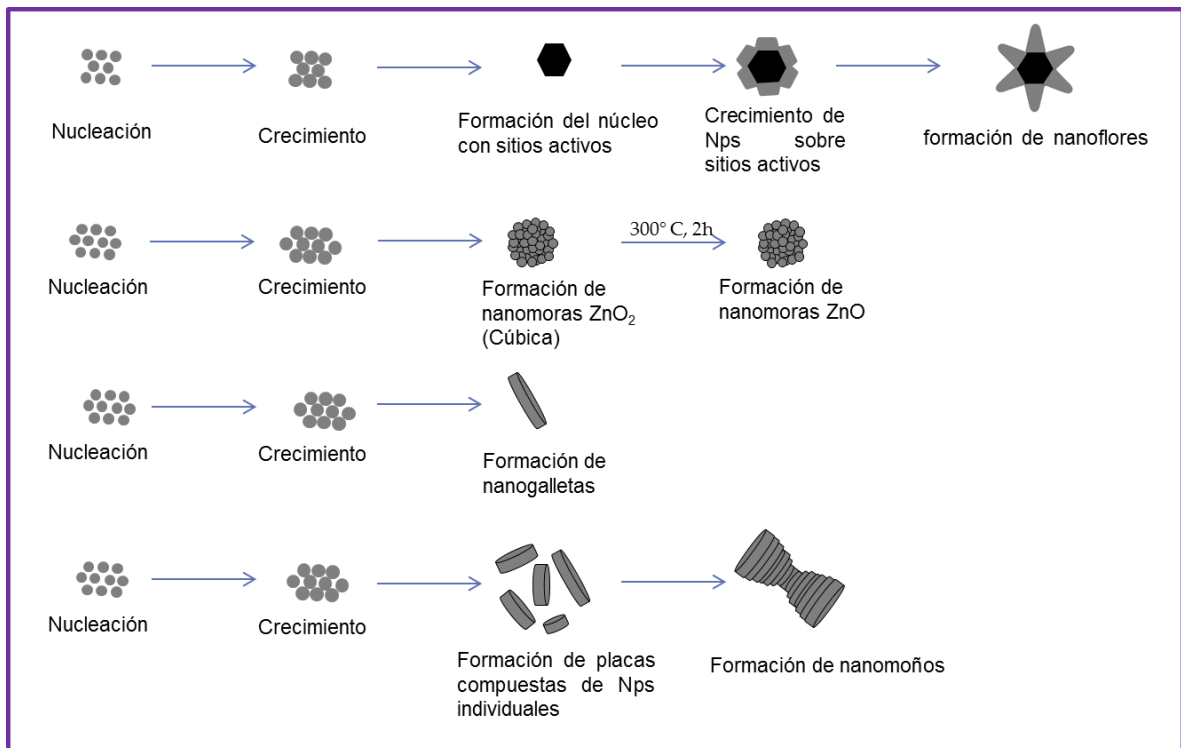 Nucleación
Crecimiento
Formación del núcleo
con sitios activos
Crecimiento de
Nps sobre
sitios activos
formación de nanoflores
300° C, 2h
Nucleación
Crecimiento
Formación de
nanomoras ZnO₂
(Cúbica)
Formación de
nanomoras ZnO
Nucleación
Crecimiento
Formación de
nanogalletas
Nucleación
Crecimiento
Formación de placas
compuestas de Nps
individuales
Formación de nanomoños